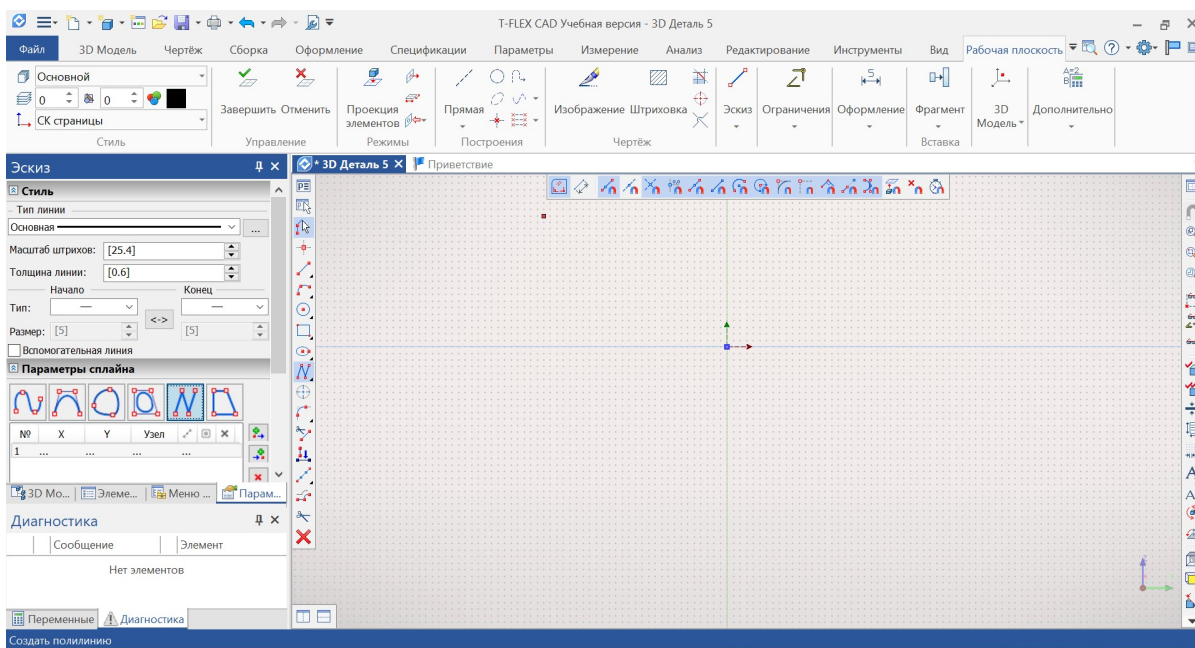 T-FLEX CAD Учебная версия - 3D Деталь 5
Файл 3D Модель Чертёж Сборка Оформление Спецификации Параметры Измерение Анализ Редактирование Инструменты Вид Рабочая плоскость
Основной
0 0
СК страницы
Стиль
Завершить Отменить
Управление
Проекция элементов
Режимы
Прямая
Построения
Изображение Штриховка
Чертёж
Эскиз Ограничения Оформление
Фрагмент
Вставка
3D Модель
Дополнительно
Эскиз
* 3D Деталь 5 Приветствие
Стиль
Тип линии
Основная
...
Масштаб штрихов: [25.4]
Толщина линии: [0.6]
Начало Конец
Тип:
<->
Размер: [5] [5]
Вспомогательная линия
Параметры сплайна
№ X Y Узел
1 ... ... ... ...
3D Мо... Элеме... Меню ... Парам...
Диагностика
Сообщение Элемент
Нет элементов
Переменные Диагностика
Создать полилинию